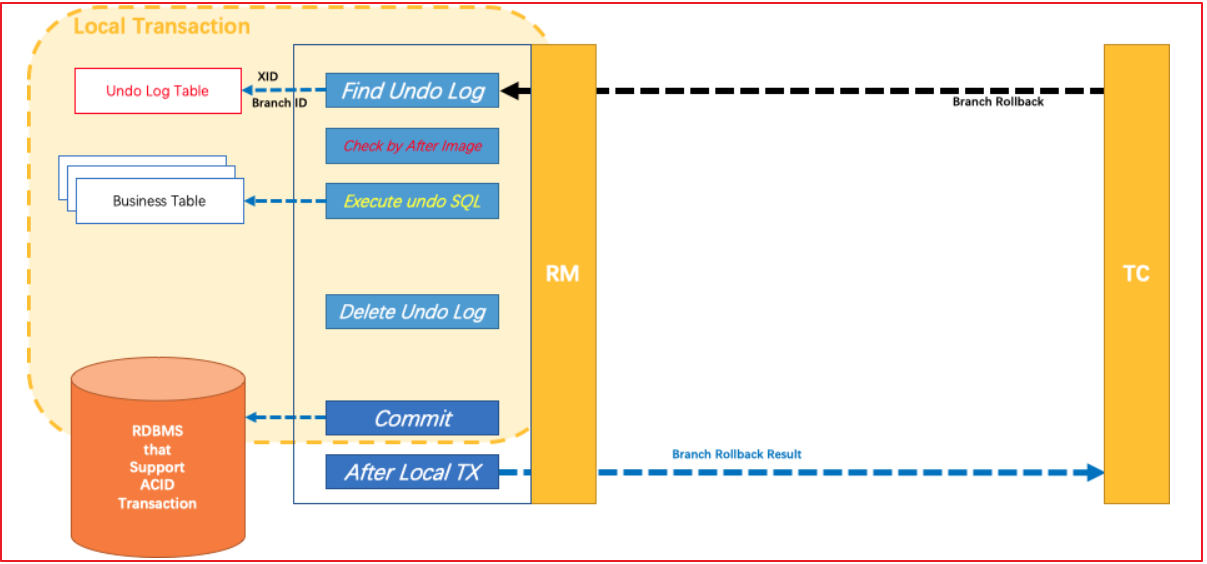 Local Transaction
Undo Log Table
XID
Branch ID
Find Undo Log
Branch Rollback
Check by After Image
Business Table
Execute undo SQL
RM
TC
Delete Undo Log
Commit
RDBMS
that
Support
ACID
Transaction
After Local TX
Branch Rollback Result